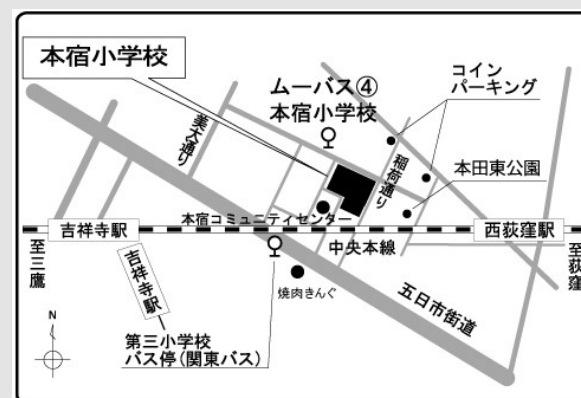 本宿小学校
ムーバス④
本宿小学校
コイン
パーキング
美大通り
稲荷通り
本田東公園
本宿コミュニティセンター
吉祥寺駅
西荻窪駅
至三鷹
中央本線
至荻窪
吉祥寺駅
焼肉きんぐ
五日市街道
N
第三小学校
バス停(関東バス)